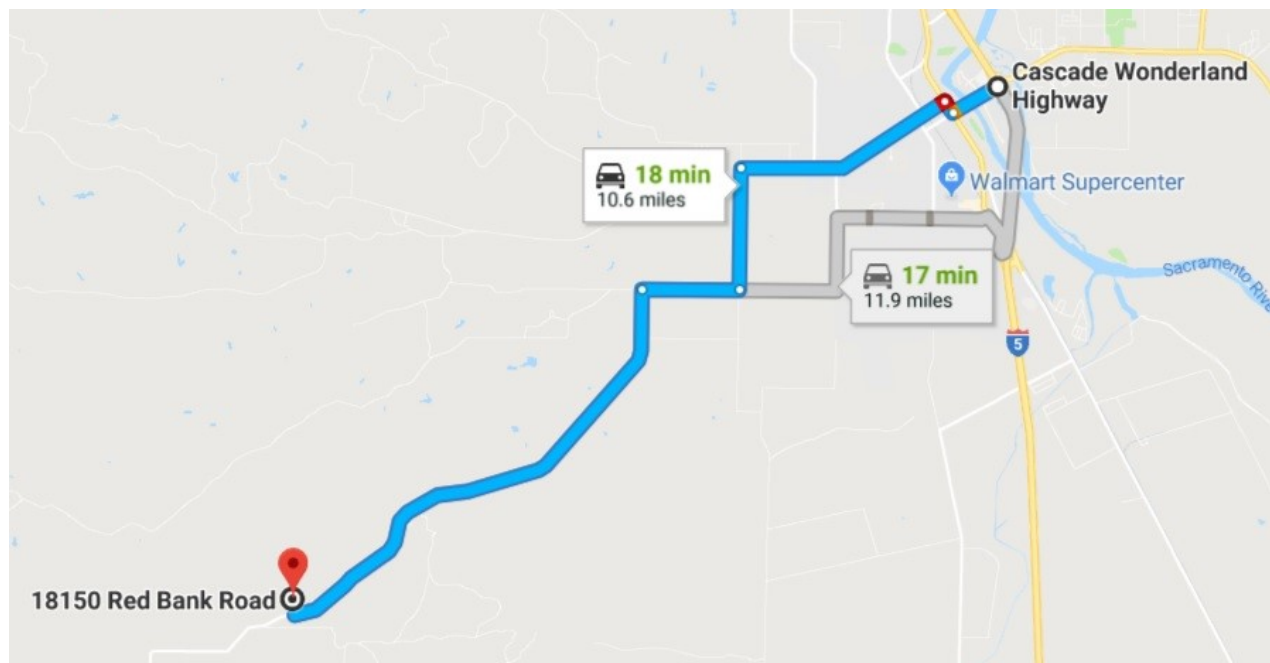 Cascade Wonderland
Highway
18 min
10.6 miles
Walmart Supercenter
17 min
11.9 miles
Sacramento Rive
5
18150 Red Bank Road